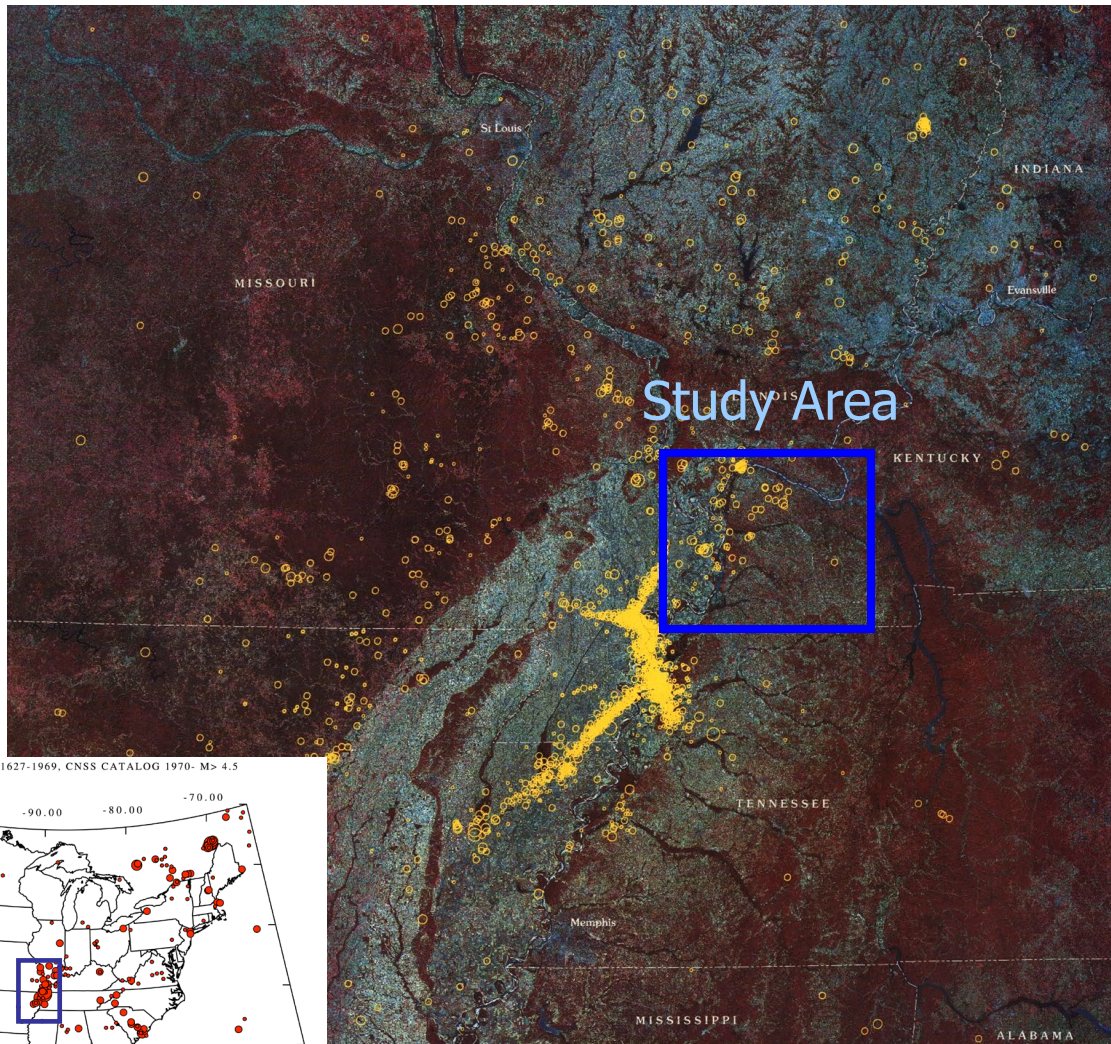 St Louis
INDIANA
MISSOURI
Evansville
Study Area
KENTUCKY
1627-1969, CNSS CATALOG 1970- M> 4.5
-90.00 -80.00 -70.00
TENNESSEE
Memphis
MISSISSIPPI
ALABAMA